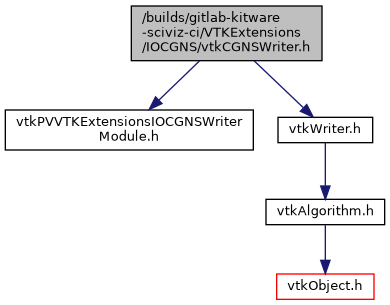 /builds/gitlab-kitware
-sciviz-ci/VTKExtensions
/IOCGNS/vtkCGNSWriter.h
vtkPVVTKExtensionsIOCGNSWriter
Module.h
vtkWriter.h
vtkAlgorithm.h
vtkObject.h